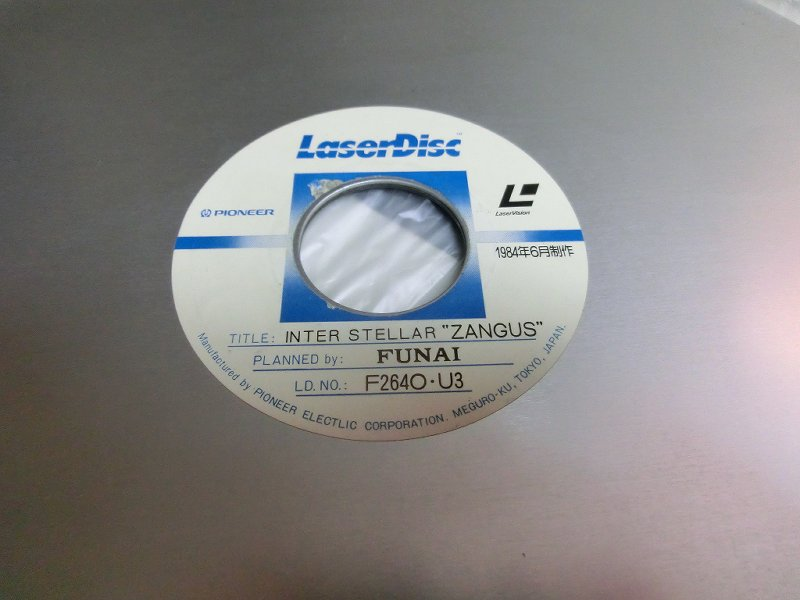 LaserDisc™
PIONEER
LaserVision
1984年6月制作
TITLE: INTER STELLAR "ZANGUS"
PLANNED by: FUNAI
LD. NO.: F2640·U3
Manufactured by PIONEER ELECTLIC CORPORATION. MEGURO-KU, TOKYO, JAPAN.